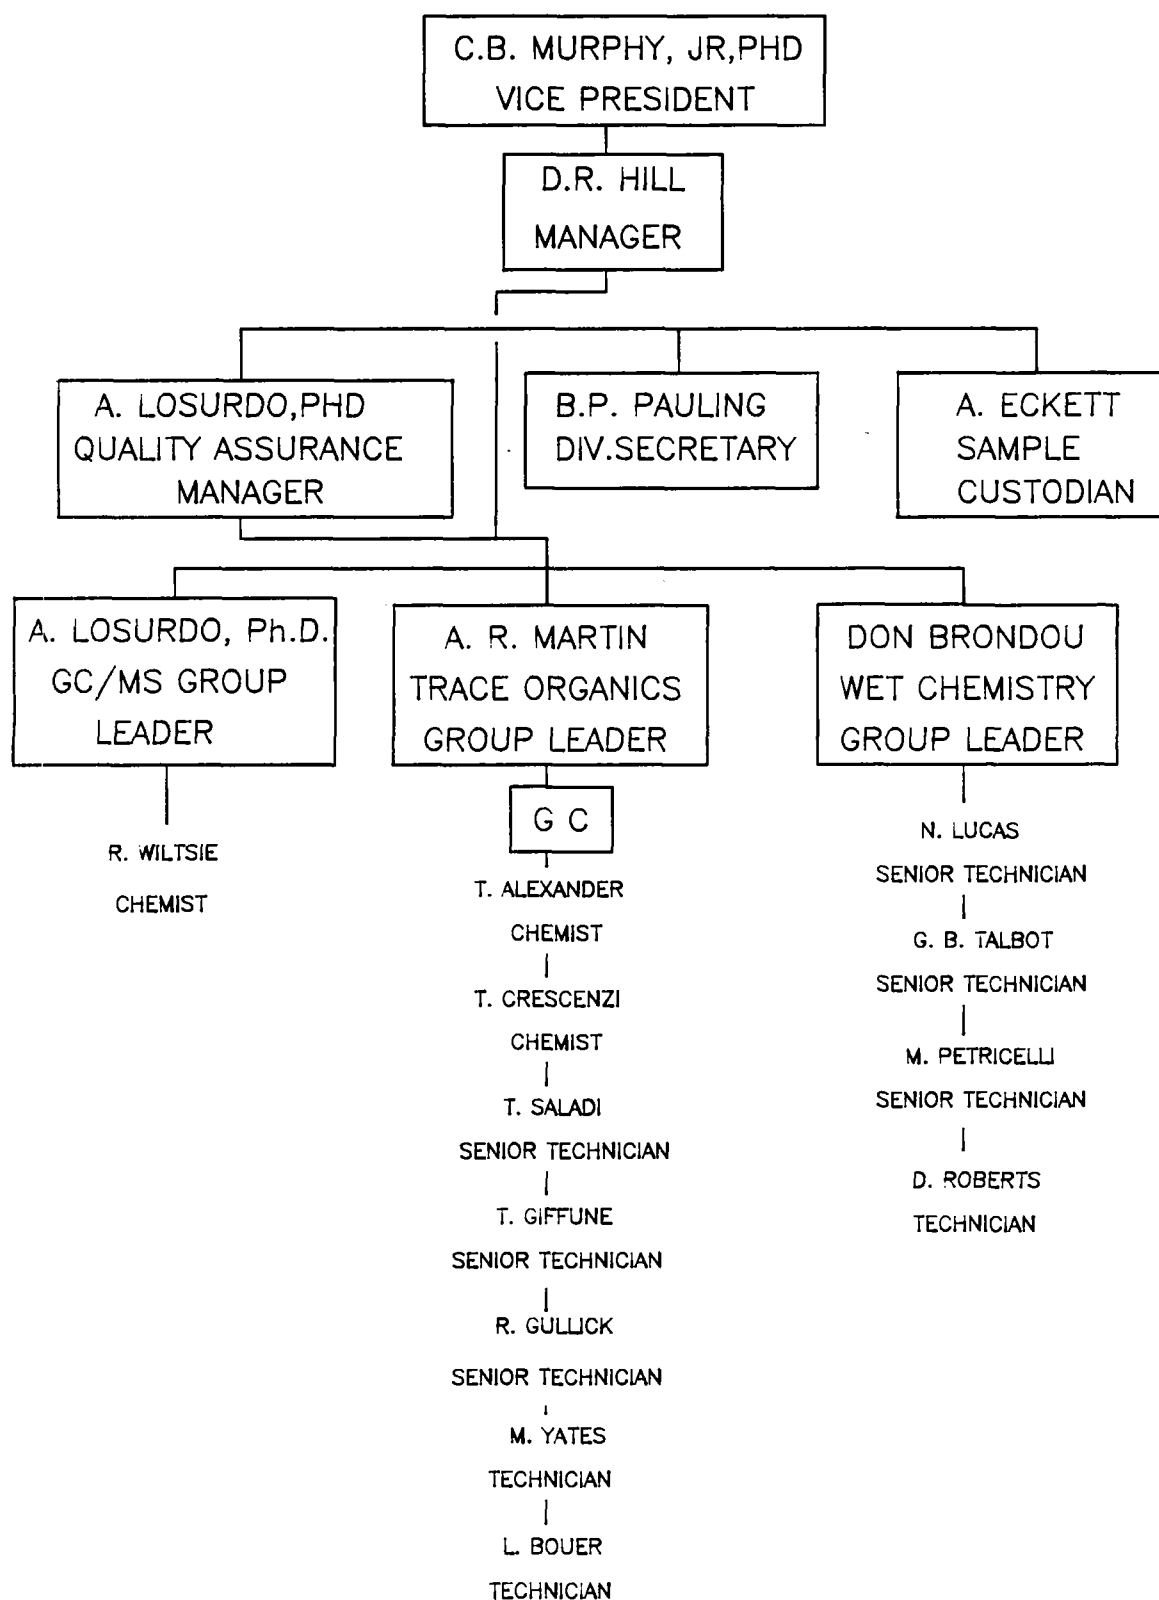 C.B. MURPHY, JR,PHD
VICE PRESIDENT
D.R. HILL
MANAGER
A. LOSURDO,PHD
QUALITY ASSURANCE
MANAGER
B.P. PAULING
DIV.SECRETARY
A. ECKETT
SAMPLE
CUSTODIAN
A. LOSURDO, Ph.D.
GC/MS GROUP
LEADER
A. R. MARTIN
TRACE ORGANICS
GROUP LEADER
DON BRONDOU
WET CHEMISTRY
GROUP LEADER
R. WILTSIE
CHEMIST
G C
T. ALEXANDER
CHEMIST
T. CRESCENZI
CHEMIST
T. SALADI
SENIOR TECHNICIAN
T. GIFFUNE
SENIOR TECHNICIAN
R. GULLICK
SENIOR TECHNICIAN
M. YATES
TECHNICIAN
L. BOUER
TECHNICIAN
N. LUCAS
SENIOR TECHNICIAN
G. B. TALBOT
SENIOR TECHNICIAN
M. PETRICELLI
SENIOR TECHNICIAN
D. ROBERTS
TECHNICIAN